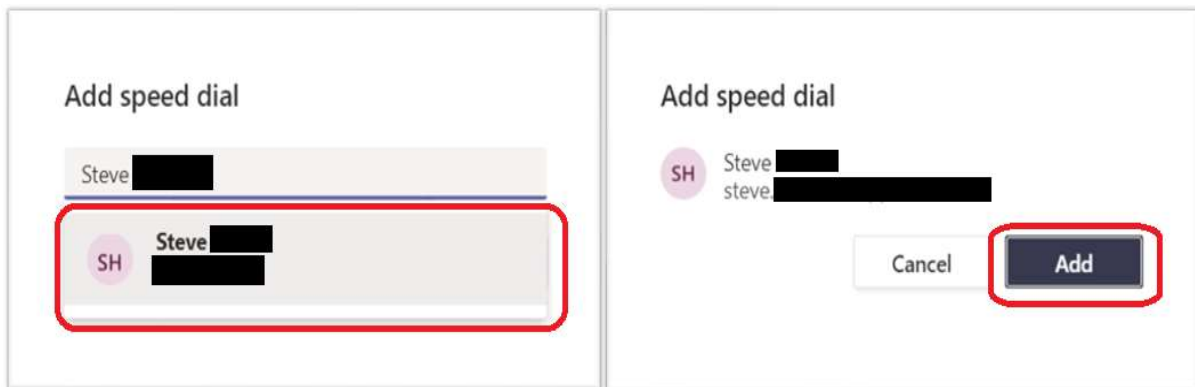 Add speed dial
Steve
SH
Steve
Add speed dial
SH
Steve
steve.
Cancel
Add